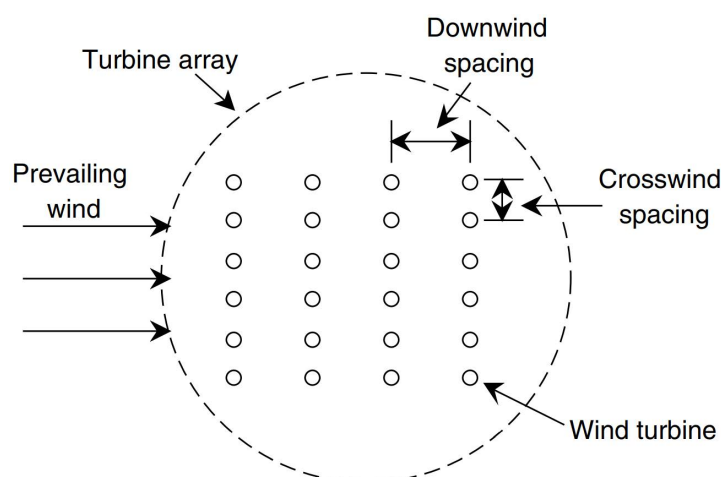 Downwind
spacing
Turbine array
Prevailing
wind
Crosswind
spacing
Wind turbine